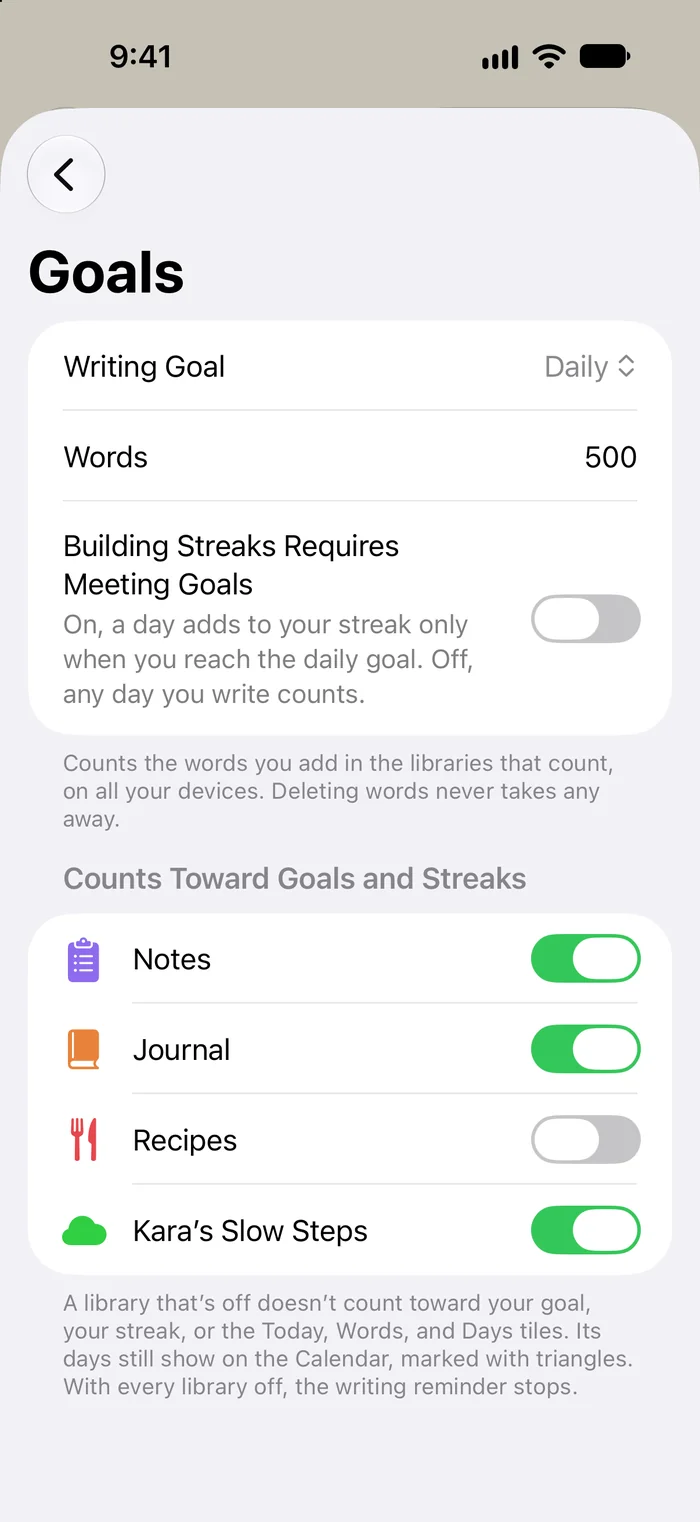 9:41
Goals
Writing Goal
Daily
Words
500
Building Streaks Requires
Meeting Goals
On, a day adds to your streak only
when you reach the daily goal. Off,
any day you write counts.
Counts the words you add in the libraries that count,
on all your devices. Deleting words never takes any
away.
Counts Toward Goals and Streaks
Notes
Journal
Recipes
Kara’s Slow Steps
A library that’s off doesn’t count toward your goal,
your streak, or the Today, Words, and Days tiles. Its
days still show on the Calendar, marked with triangles.
With every library off, the writing reminder stops.